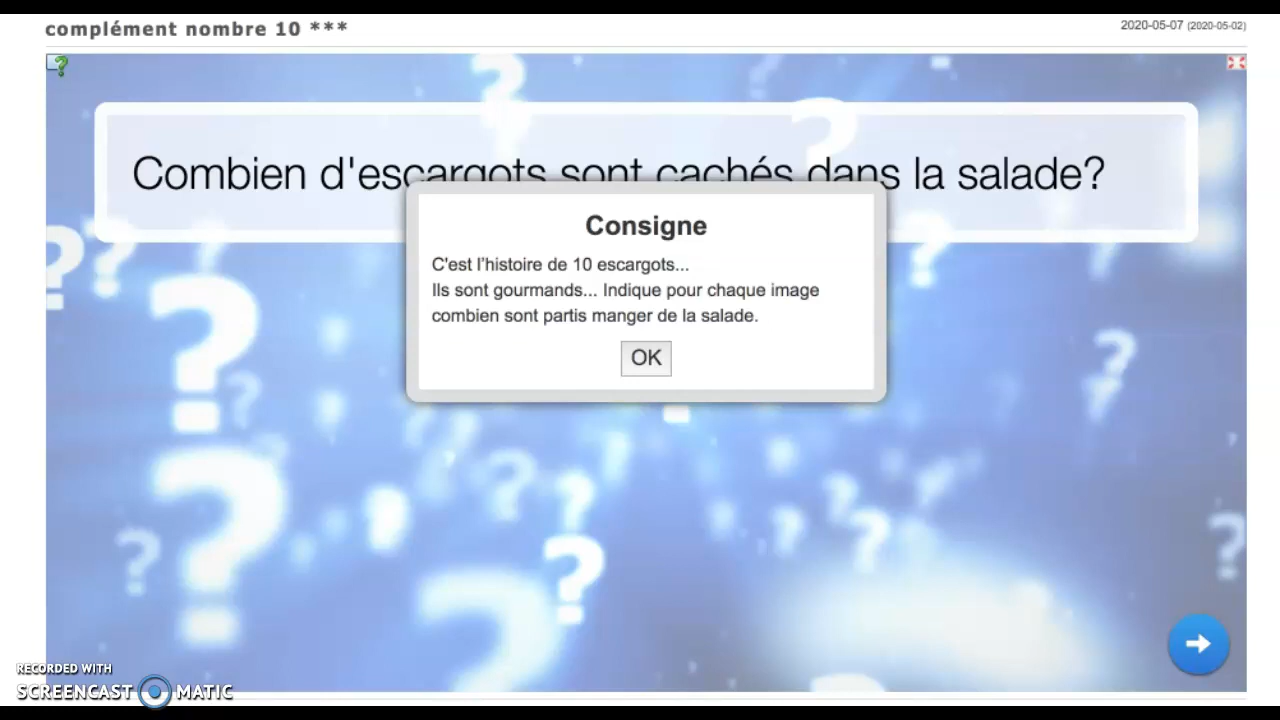 complément nombre 10 ***
2020-05-07 (2020-05-02)
Combien d'escargots sont cachés dans la salade?
Consigne
C'est l'histoire de 10 escargots...
Ils sont gourmands... Indique pour chaque image
combien sont partis manger de la salade.
OK
RECORDED WITH
SCREENCAST MATIC